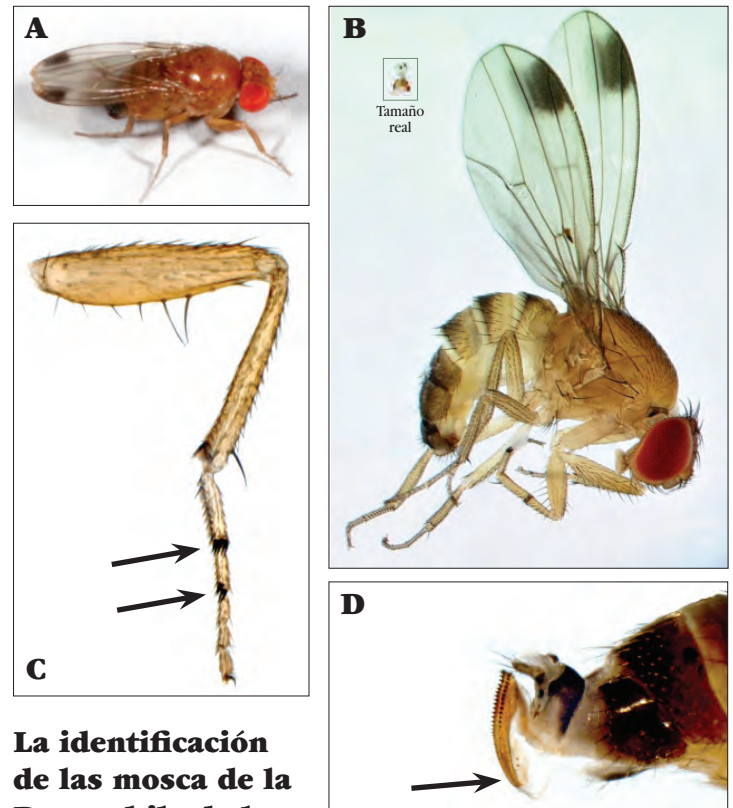 A
B
Tamaño
real
C
D
La identificación
de las mosca de la